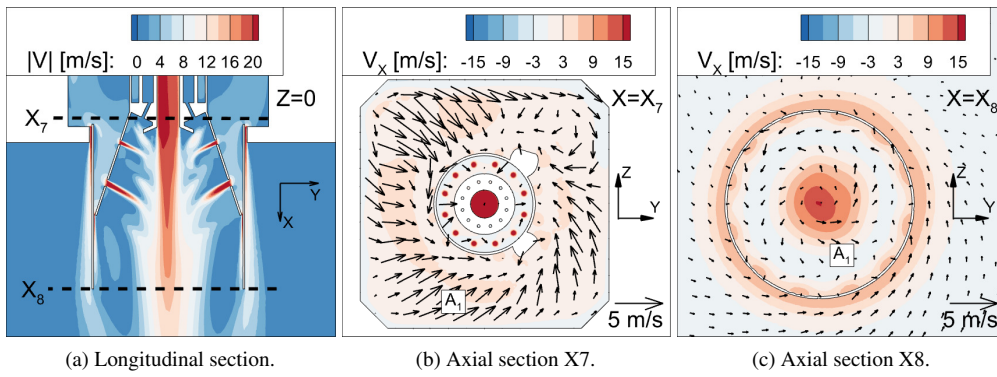 |V| [m/s]: 0 4 8 12 16 20
Z=0
X7
Y
X
X8
(a) Longitudinal section.
VX [m/s]: -15 -9 -3 3 9 15
X=X7
Z
Y
A1
5 m/s
(b) Axial section X7.
VX [m/s]: -15 -9 -3 3 9 15
X=X8
Z
Y
A1
5 m/s
(c) Axial section X8.